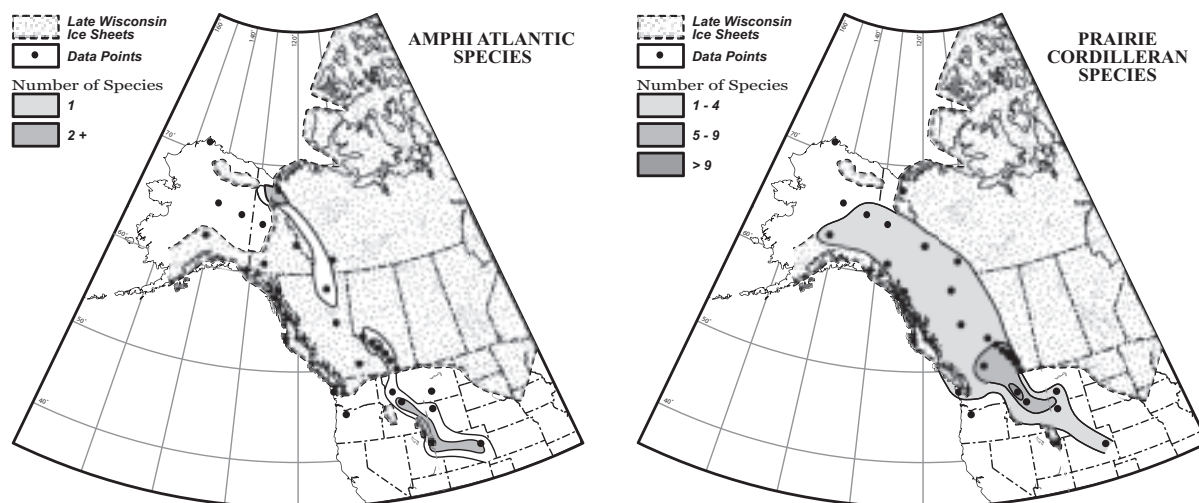 Late Wisconsin
Ice Sheets
Data Points
Number of Species
1
2 +
AMPHI ATLANTIC
SPECIES
160°
140°
120°
70°
60°
50°
40°
Late Wisconsin
Ice Sheets
Data Points
Number of Species
1 - 4
5 - 9
> 9
PRAIRIE
CORDILLERAN
SPECIES
160°
140°
120°
70°
60°
50°
40°